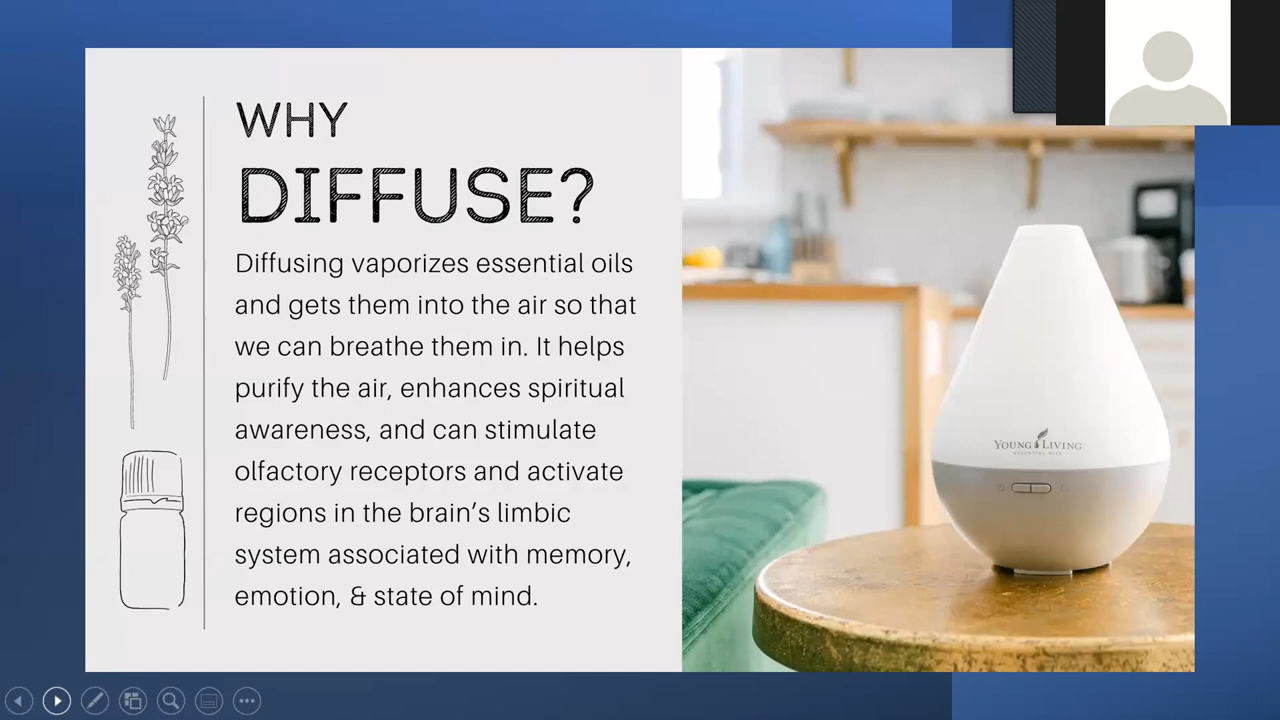 WHY
DIFFUSE?
Diffusing vaporizes essential oils
and gets them into the air so that
we can breathe them in. It helps
purify the air, enhances spiritual
awareness, and can stimulate
olfactory receptors and activate
regions in the brain’s limbic
system associated with memory,
emotion, & state of mind.
YOUNG LIVING
ESSENTIAL OILS